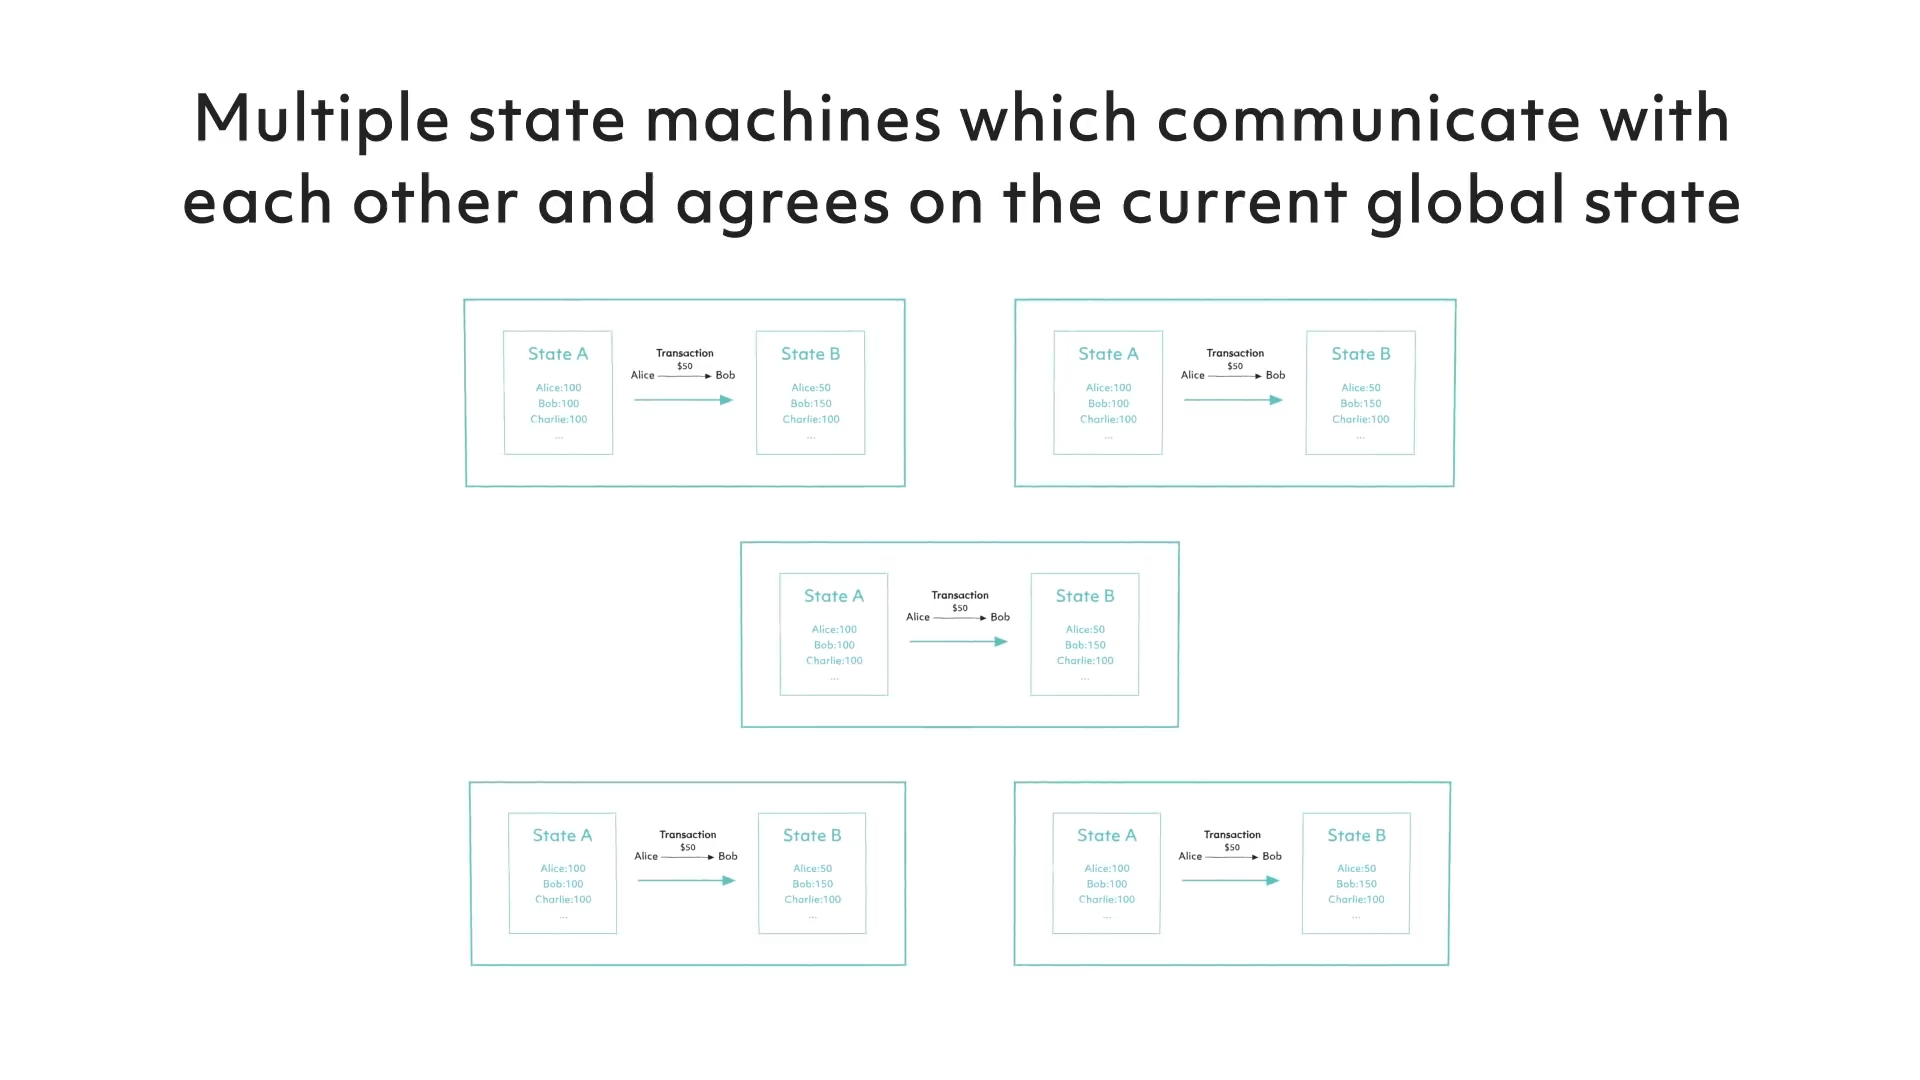 Multiple state machines which communicate with
each other and agrees on the current global state
State A
Alice:100
Bob:100
Charlie:100
...
Transaction
$50
Alice Bob
State B
Alice:50
Bob:150
Charlie:100
...
State A
Alice:100
Bob:100
Charlie:100
...
Transaction
$50
Alice Bob
State B
Alice:50
Bob:150
Charlie:100
...
State A
Alice:100
Bob:100
Charlie:100
...
Transaction
$50
Alice Bob
State B
Alice:50
Bob:150
Charlie:100
...
State A
Alice:100
Bob:100
Charlie:100
...
Transaction
$50
Alice Bob
State B
Alice:50
Bob:150
Charlie:100
...
State A
Alice:100
Bob:100
Charlie:100
...
Transaction
$50
Alice Bob
State B
Alice:50
Bob:150
Charlie:100
...